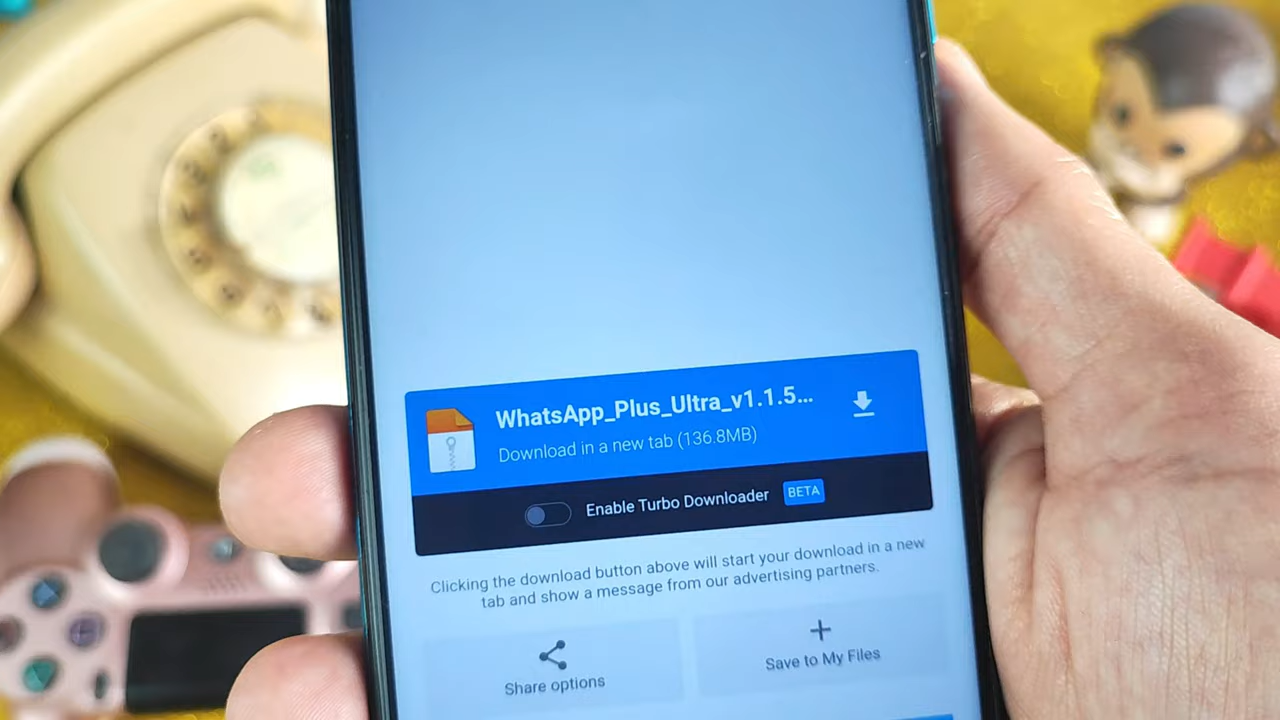 WhatsApp_Plus_Ultra_v1.1.5...
Download in a new tab (136.8MB)
Enable Turbo Downloader BETA
Clicking the download button above will start your download in a new
tab and show a message from our advertising partners.
Share options
Save to My Files